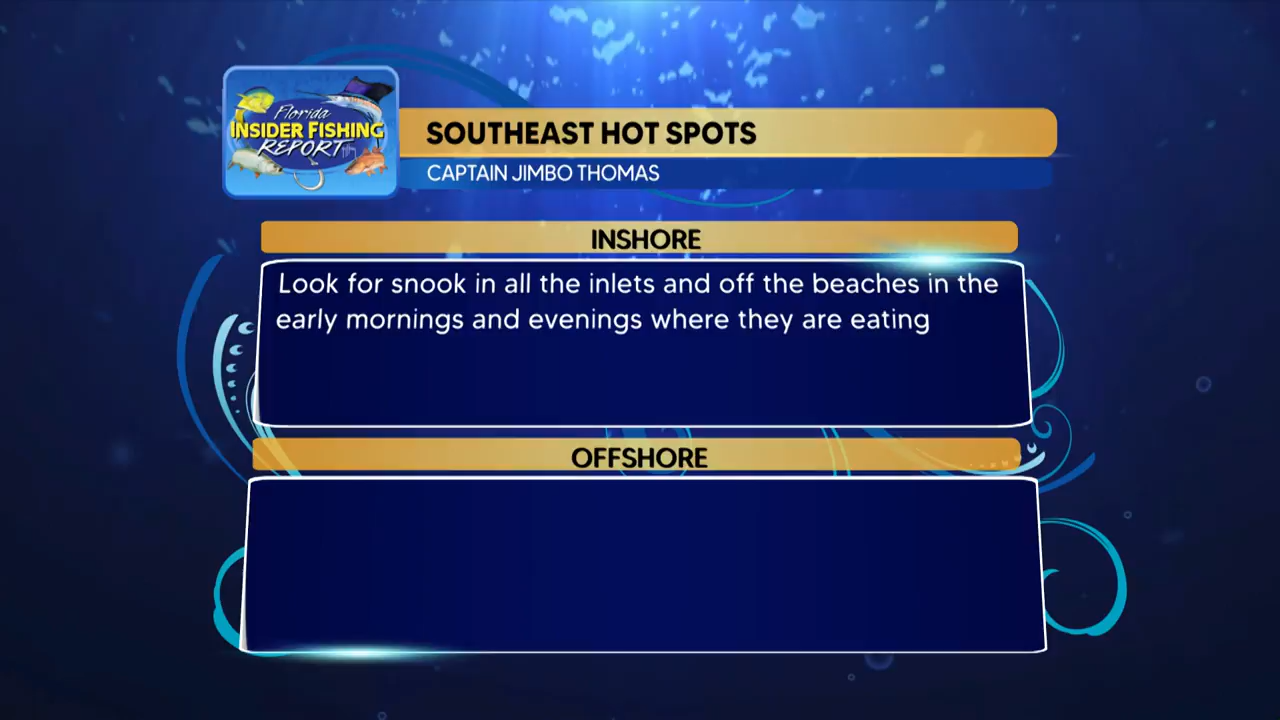 Florida
INSIDER FISHING
REPORT
SOUTHEAST HOT SPOTS
CAPTAIN JIMBO THOMAS
INSHORE
Look for snook in all the inlets and off the beaches in the
early mornings and evenings where they are eating
OFFSHORE